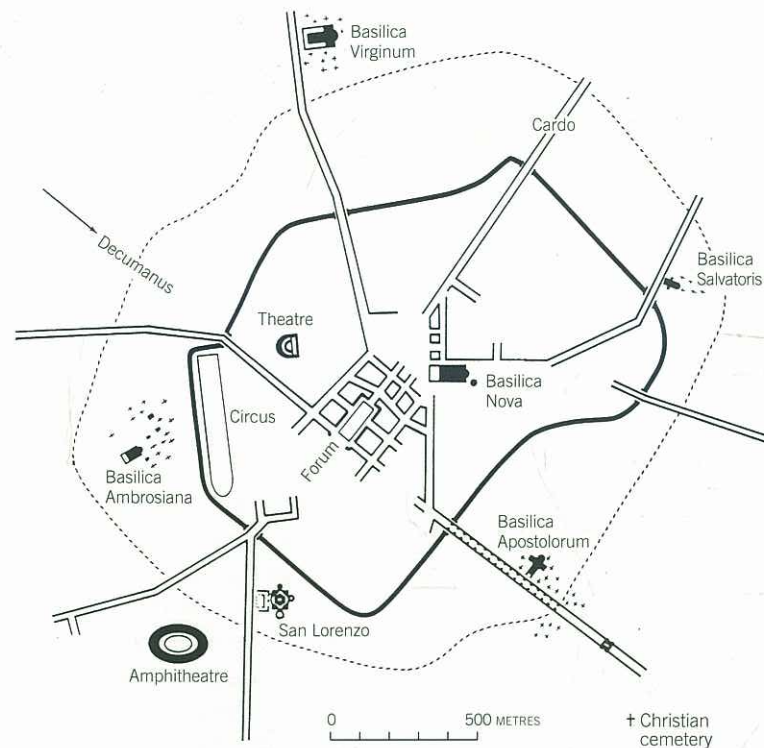 Basilica
Virginum
Cardo
Decumanus
Basilica
Salvatoris
Theatre
Basilica
Nova
Circus
Forum
Basilica
Ambrosiana
Basilica
Apostolorum
San Lorenzo
Amphitheatre
0 500 METRES
† Christian
cemetery